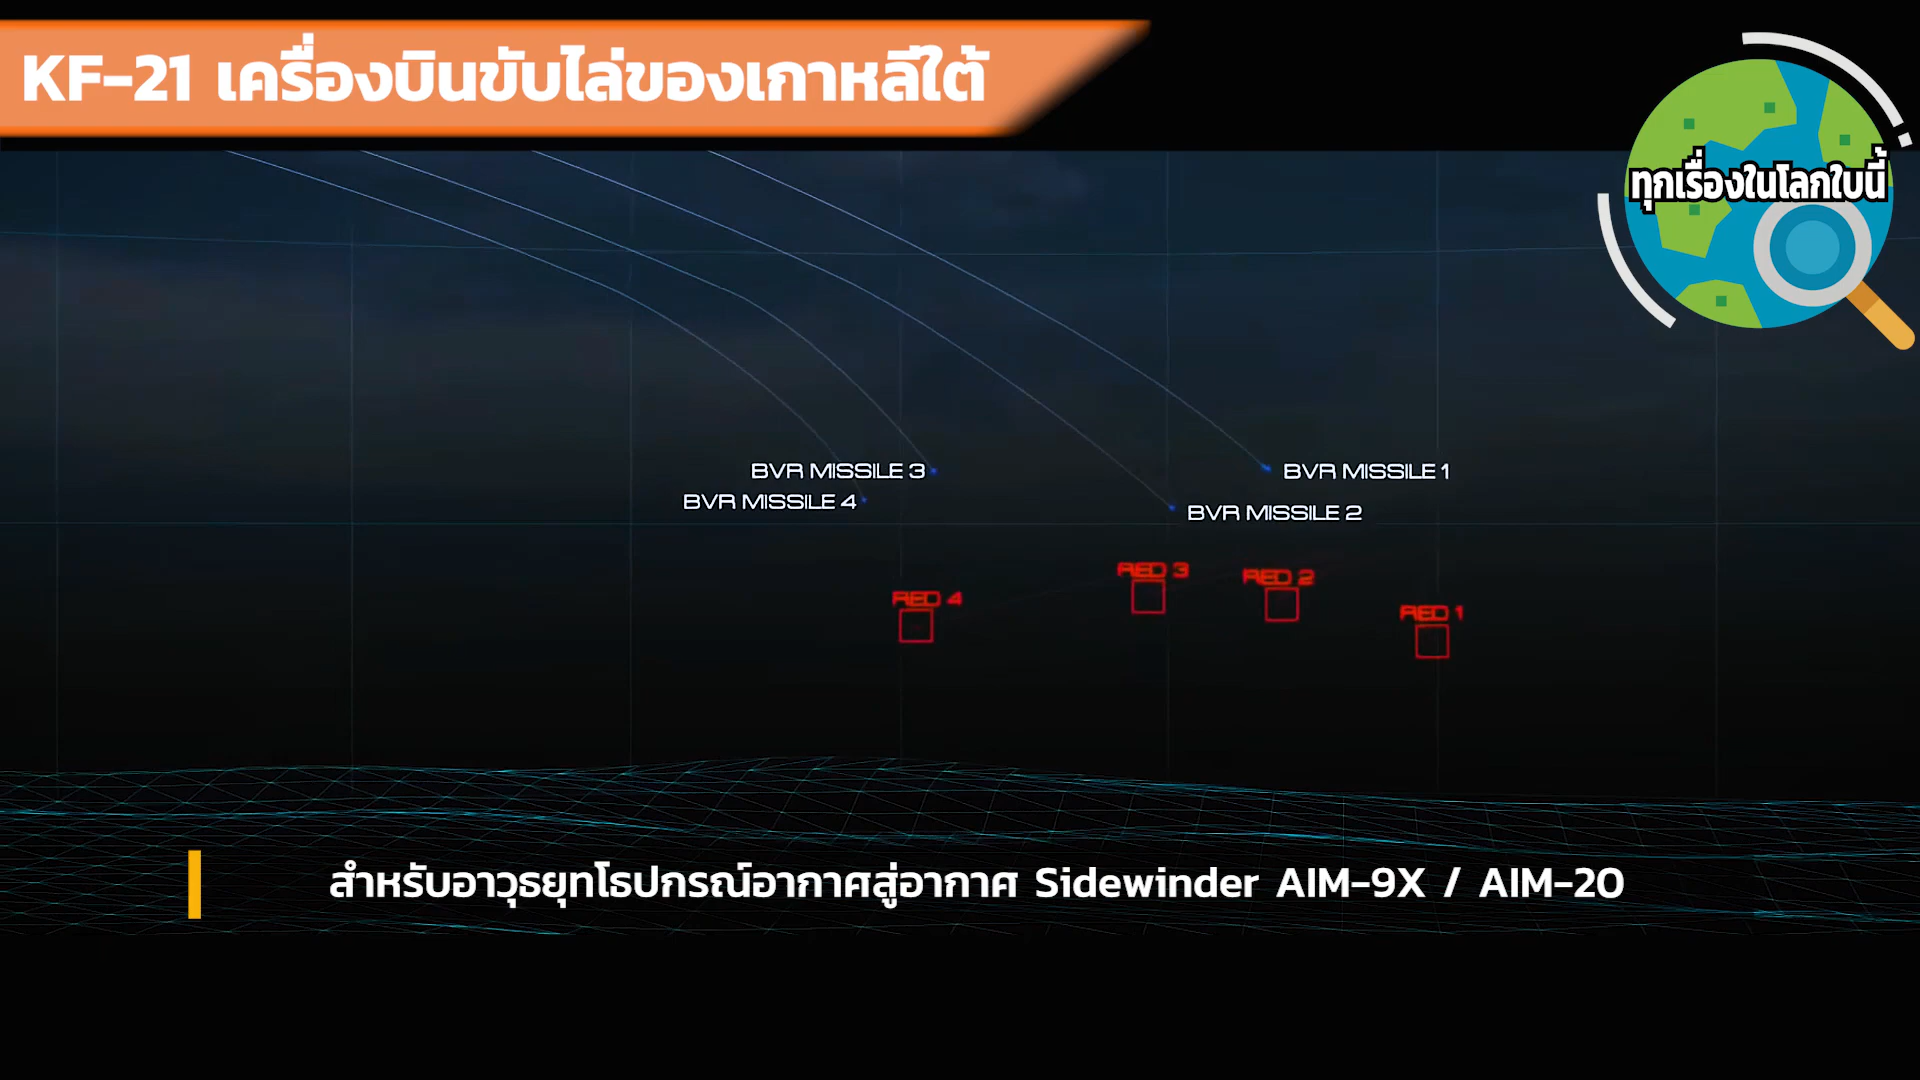 KF-21 เครื่องบินขับไล่ของเกาหลีใต้
ทุกเรื่องในโลกใบนี้
BVR MISSILE 3
BVR MISSILE 1
BVR MISSILE 4
BVR MISSILE 2
RED 3
RED 2
RED 4
RED 1
สำหรับอาวุธยุทโธปกรณ์อากาศสู่อากาศ Sidewinder AIM-9X / AIM-20